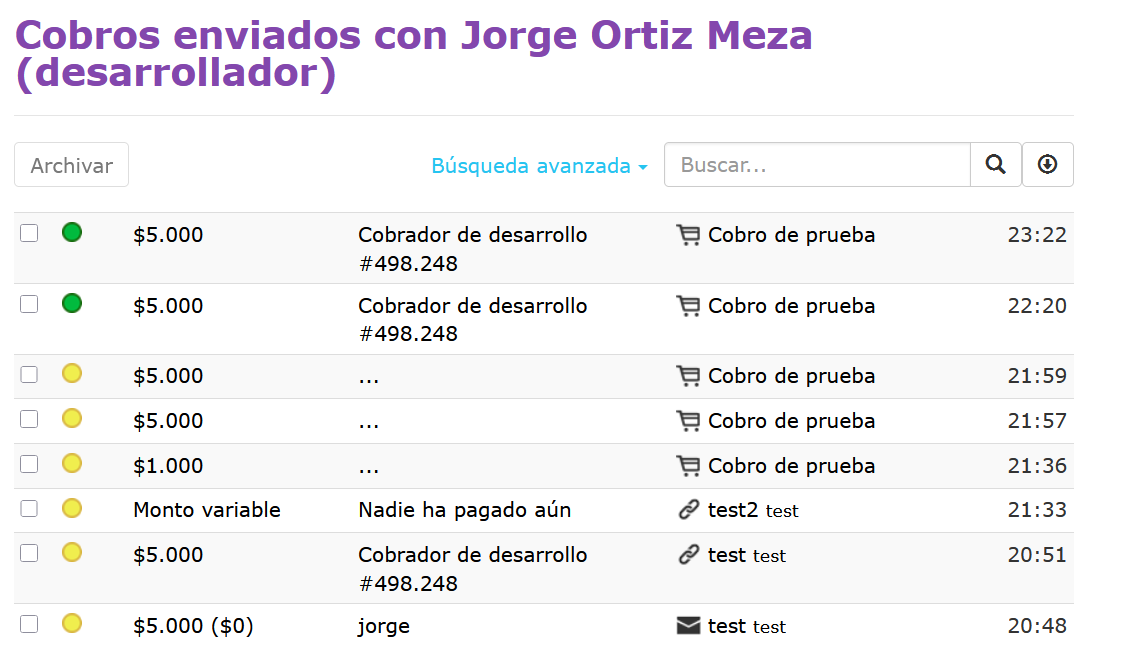 Cobros enviados con Jorge Ortiz Meza
(desarrollador)
Archivar
Búsqueda avanzada
Buscar...
$5.000 Cobrador de desarrollo #498.248 Cobro de prueba 23:22
$5.000 Cobrador de desarrollo #498.248 Cobro de prueba 22:20
$5.000 ... Cobro de prueba 21:59
$5.000 ... Cobro de prueba 21:57
$1.000 ... Cobro de prueba 21:36
Monto variable Nadie ha pagado aún test2 test 21:33
$5.000 Cobrador de desarrollo #498.248 test test 20:51
$5.000 ($0) jorge test test 20:48